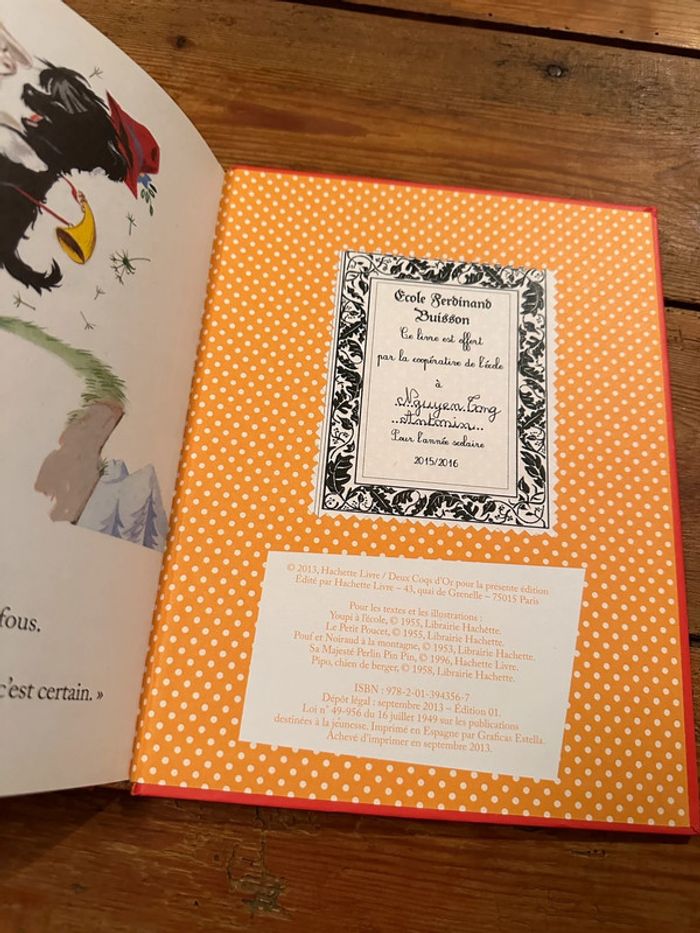 fous.
c'est certain. »
École Ferdinand
Buisson
Ce livre est offert
par la coopérative de l'école
à
Nguyen Tong
Antonin
Pour l'année scolaire
2015/2016
© 2013, Hachette Livre / Deux Coqs d'Or pour la présente édition
Édité par Hachette Livre – 43, quai de Grenelle – 75015 Paris
Pour les textes et les illustrations :
Youpi à l'école, © 1955, Librairie Hachette.
Le Petit Poucet, © 1955, Librairie Hachette.
Pouf et Noiraud à la montagne, © 1953, Librairie Hachette.
Sa Majesté Perlin Pin Pin, © 1996, Hachette Livre.
Pipo, chien de berger, © 1958, Librairie Hachette.
ISBN : 978-2-01-394356-7
Dépôt légal : septembre 2013 – Édition 01.
Loi n° 49-956 du 16 juillet 1949 sur les publications
destinées à la jeunesse. Imprimé en Espagne par Graficas Estella.
Achevé d'imprimer en septembre 2013.